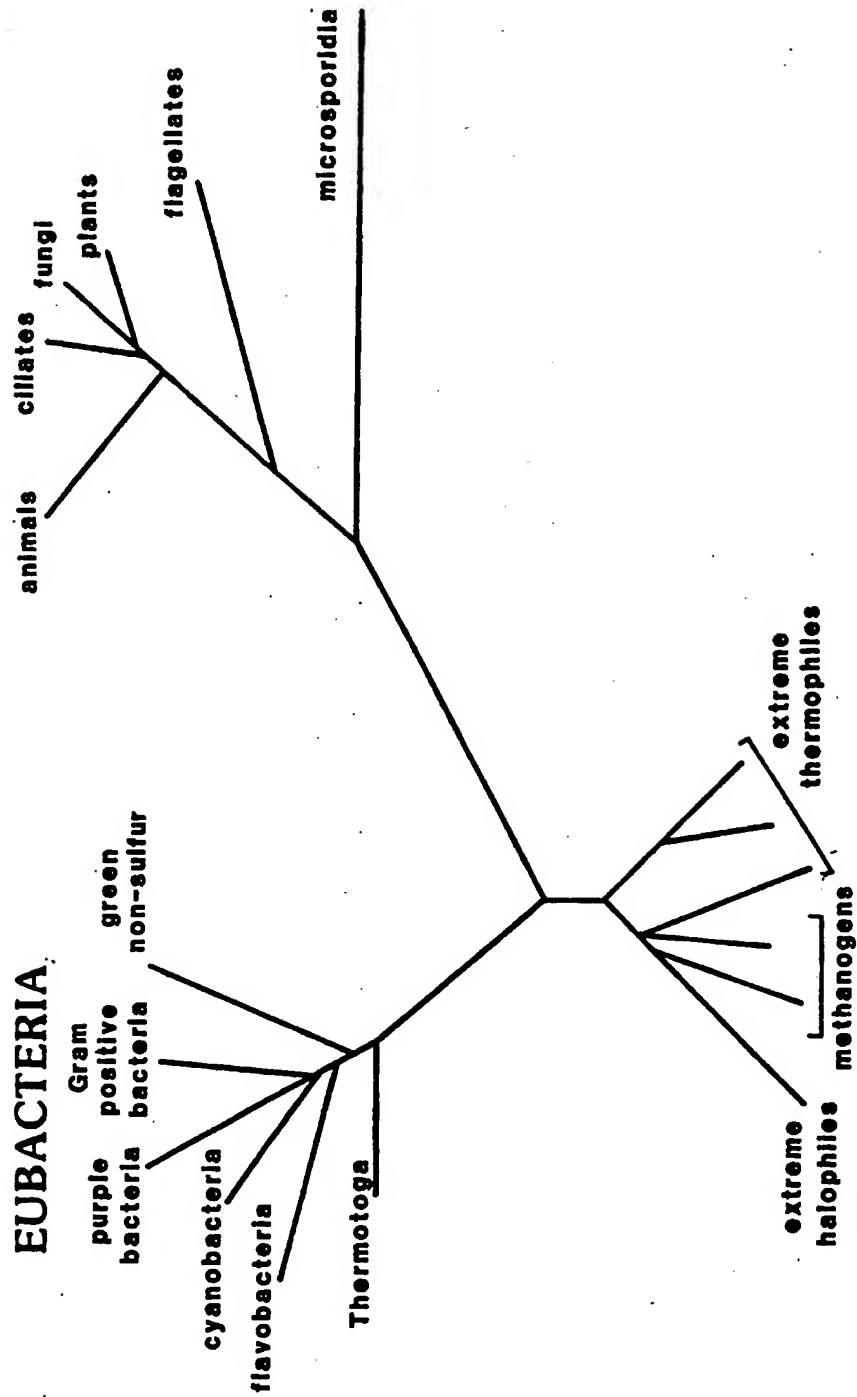 EUBACTERIA
purple
bacteria
Gram
positive
bacteria
green
non-sulfur
cyanobacteria
flavobacteria
Thermotoga
animals
ciliates
fungi
plants
flagellates
microsporidia
extreme
halophiles
methanogens
extreme
thermophiles